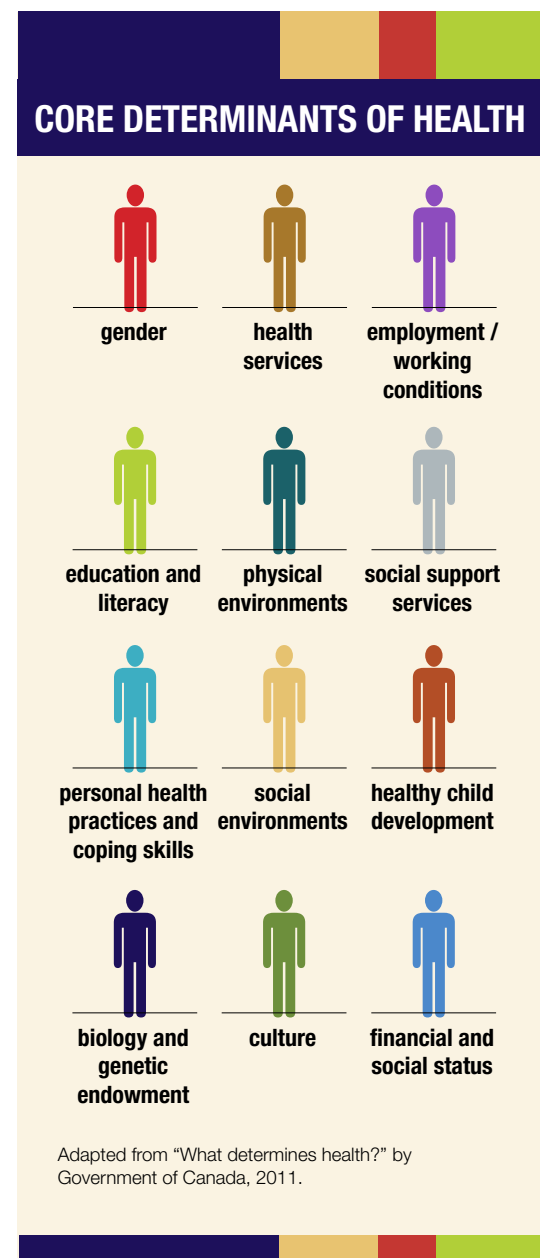 CORE DETERMINANTS OF HEALTH
gender
health
services
employment /
working
conditions
education and
literacy
physical
environments
social support
services
personal health
practices and
coping skills
social
environments
healthy child
development
biology and
genetic
endowment
culture
financial and
social status
Adapted from “What determines health?” by
Government of Canada, 2011.